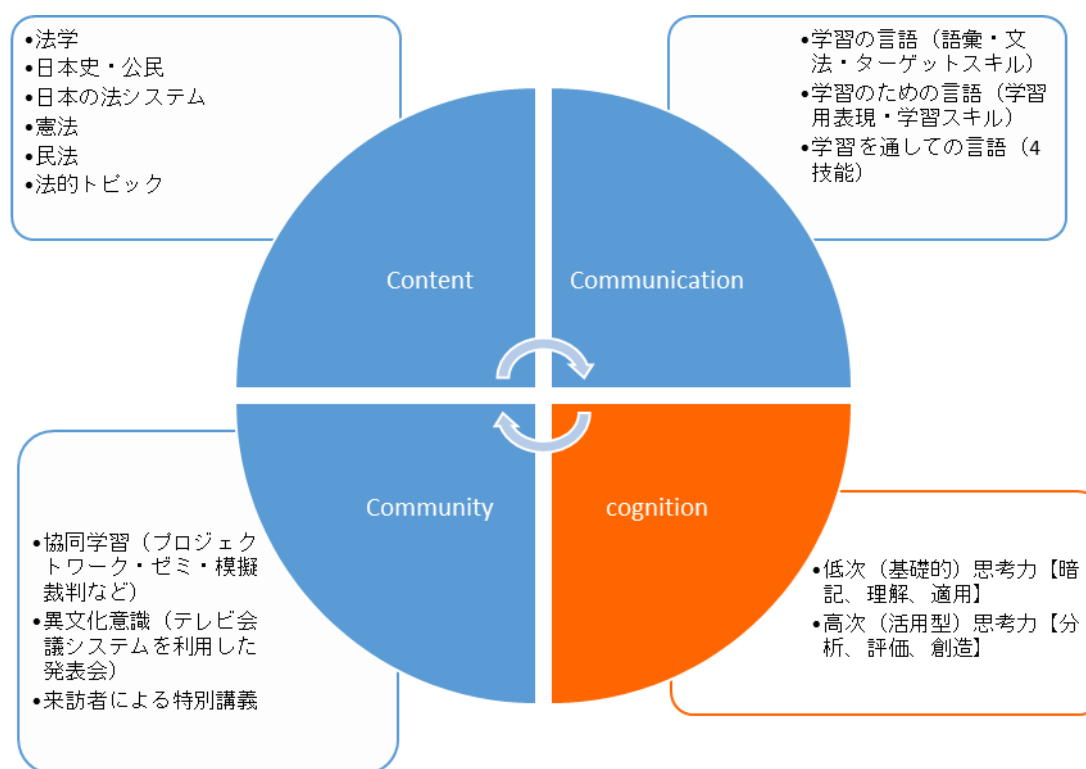 •法学
•日本史・公民
•日本の法システム
•憲法
•民法
•法的トピック
•学習の言語（語彙・文
法・ターゲットスキル）
•学習のための言語（学習
用表現・学習スキル）
•学習を通しての言語（4
技能）
Content
Communication
Community
cognition
•協同学習（プロジェク
トワーク・ゼミ・模擬
裁判など）
•異文化意識（テレビ会
議システムを利用した
発表会）
•来訪者による特別講義
•低次（基礎的）思考力【暗
記、理解、適用】
•高次（活用型）思考力【分
析、評価、創造】